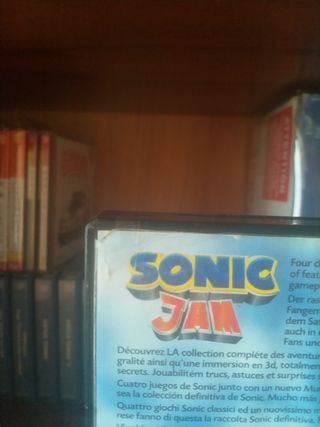 ATTENTION
SONIC
JAM
Four cl
of feat
gamep
Der ras
Fangem
dem Sa
auch in
Fans un
Découvrez LA collection complète des aventu
gralité ainsi qu'une immersion en 3d, totalemen
secrets. Jouabilitém trucs, astuces et surprises
Cuatro juegos de Sonic junto con un nuevo Mu
sea la colección definitiva de Sonic. Mucho más
Quattro giochi Sonic classici ed un nuovissimo m
rese fanno di questa la raccolta Sonic definitiva.